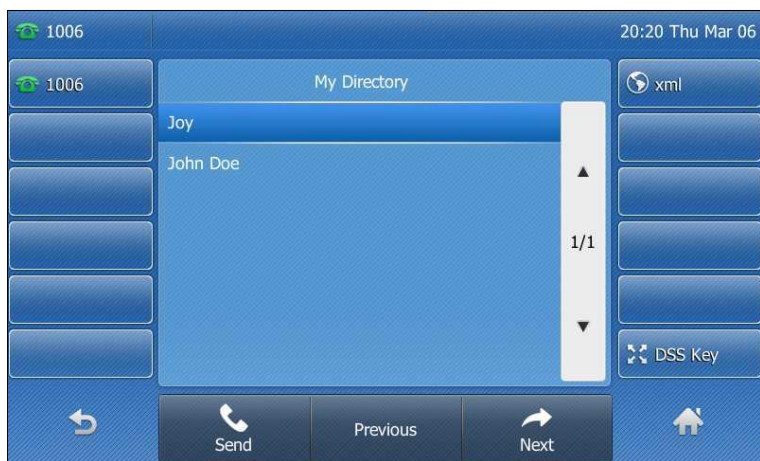 1006
20:20 Thu Mar 06
1006
My Directory
xml
Joy
John Doe
1/1
DSS Key
Send
Previous
Next